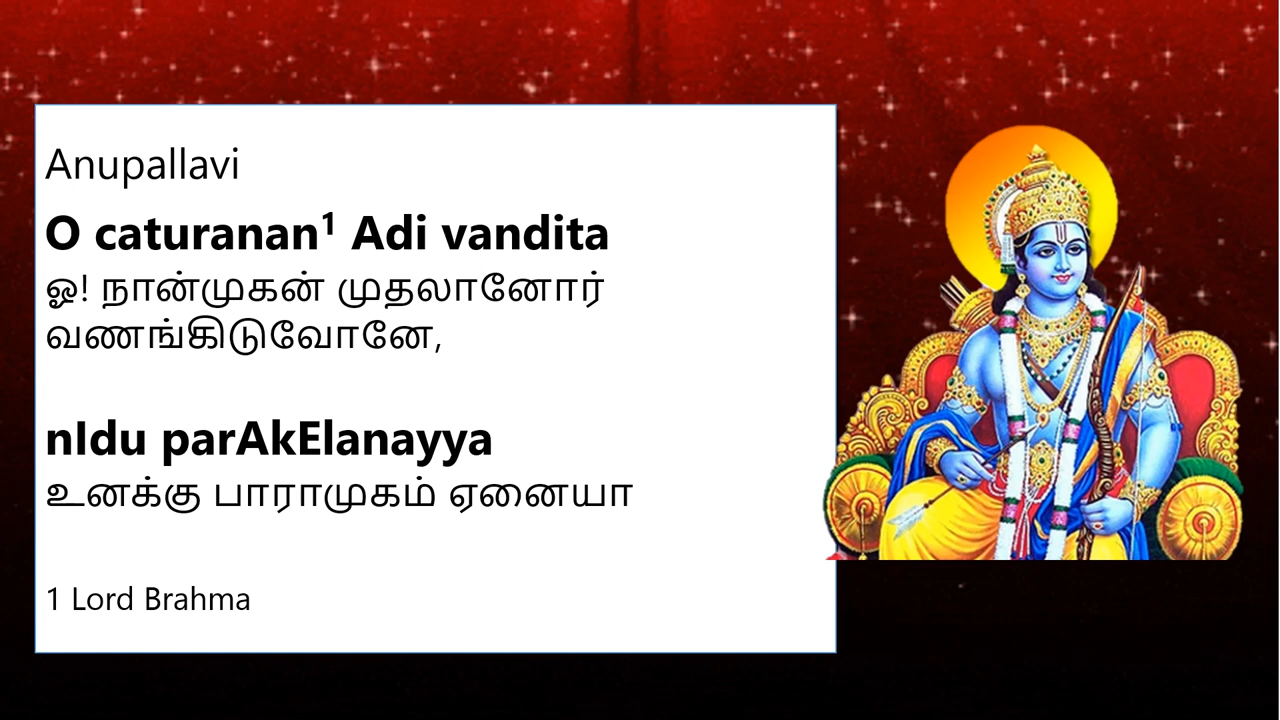 Anupallavi
O caturanan¹ Adi vandita
ஓ! நான்முகன் முதலானோர்
வணங்கிடுவோனே,
nIdu parAkElanayya
உனக்கு பாராமுகம் ஏனையா
1 Lord Brahma